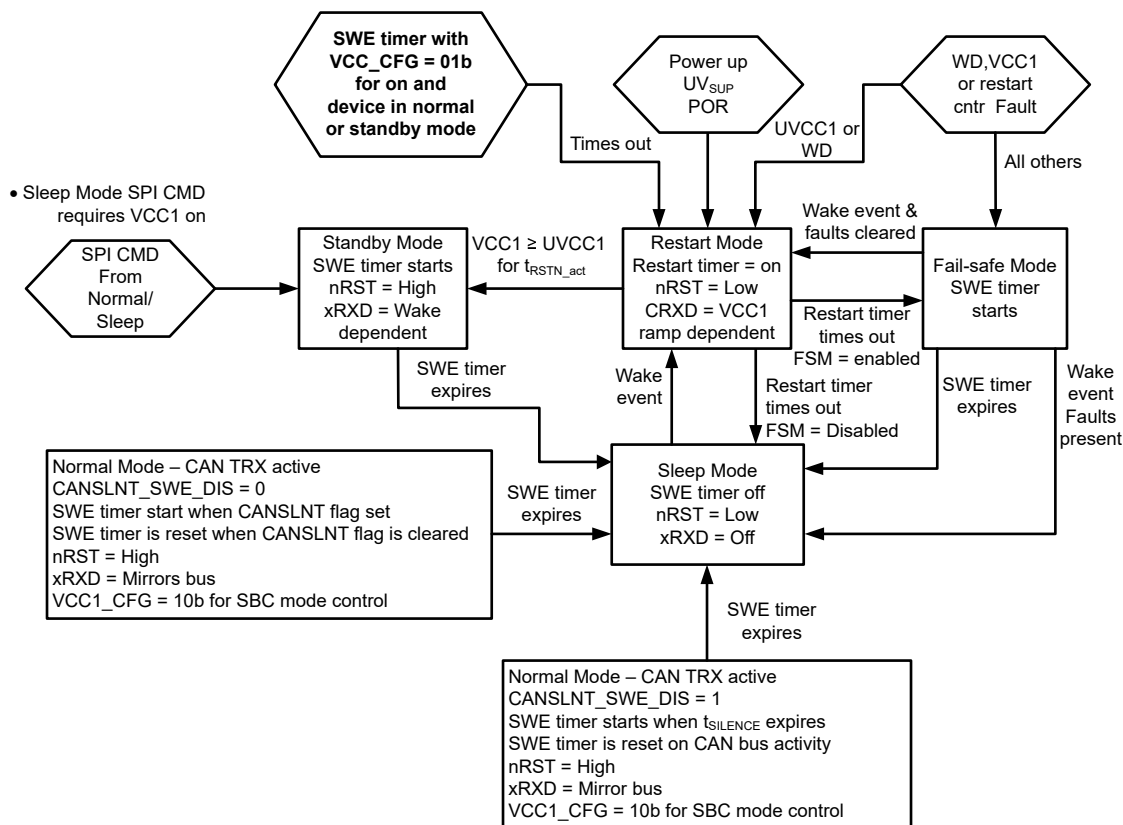 SWE timer with
VCC_CFG = 01b
for on and
device in normal
or standby mode
Power up
UVSUP
POR
WD,VCC1
or restart
cntr Fault
Times out
UVCC1 or
WD
All others
• Sleep Mode SPI CMD
requires VCC1 on
SPI CMD
From
Normal/
Sleep
Standby Mode
SWE timer starts
nRST = High
xRXD = Wake
dependent
VCC1 ≥ UVCC1
for tRSTN_act
Restart Mode
Restart timer = on
nRST = Low
CRXD = VCC1
ramp dependent
Wake event &
faults cleared
Fail-safe Mode
SWE timer
starts
Restart timer
times out
FSM = enabled
SWE timer
expires
Wake
event
Restart timer
times out
FSM = Disabled
SWE timer
expires
Wake
event
Faults
present
Normal Mode – CAN TRX active
CANSLNT_SWE_DIS = 0
SWE timer start when CANSLNT flag set
SWE timer is reset when CANSLNT flag is cleared
nRST = High
xRXD = Mirrors bus
VCC1_CFG = 10b for SBC mode control
SWE timer
expires
Sleep Mode
SWE timer off
nRST = Low
xRXD = Off
SWE timer
expires
Normal Mode – CAN TRX active
CANSLNT_SWE_DIS = 1
SWE timer starts when tSILENCE expires
SWE timer is reset on CAN bus activity
nRST = High
xRXD = Mirror bus
VCC1_CFG = 10b for SBC mode control